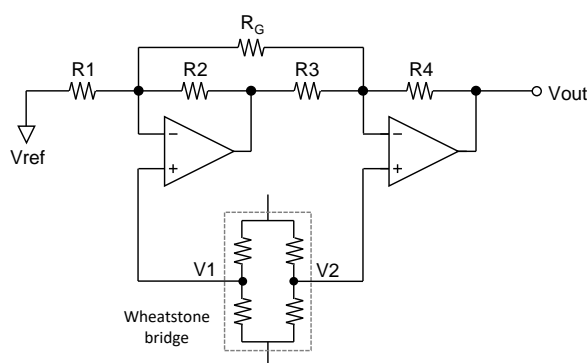 R_G
R1
R2
R3
R4
−
+
−
+
Vout
Vref
V1
V2
Wheatstone
bridge